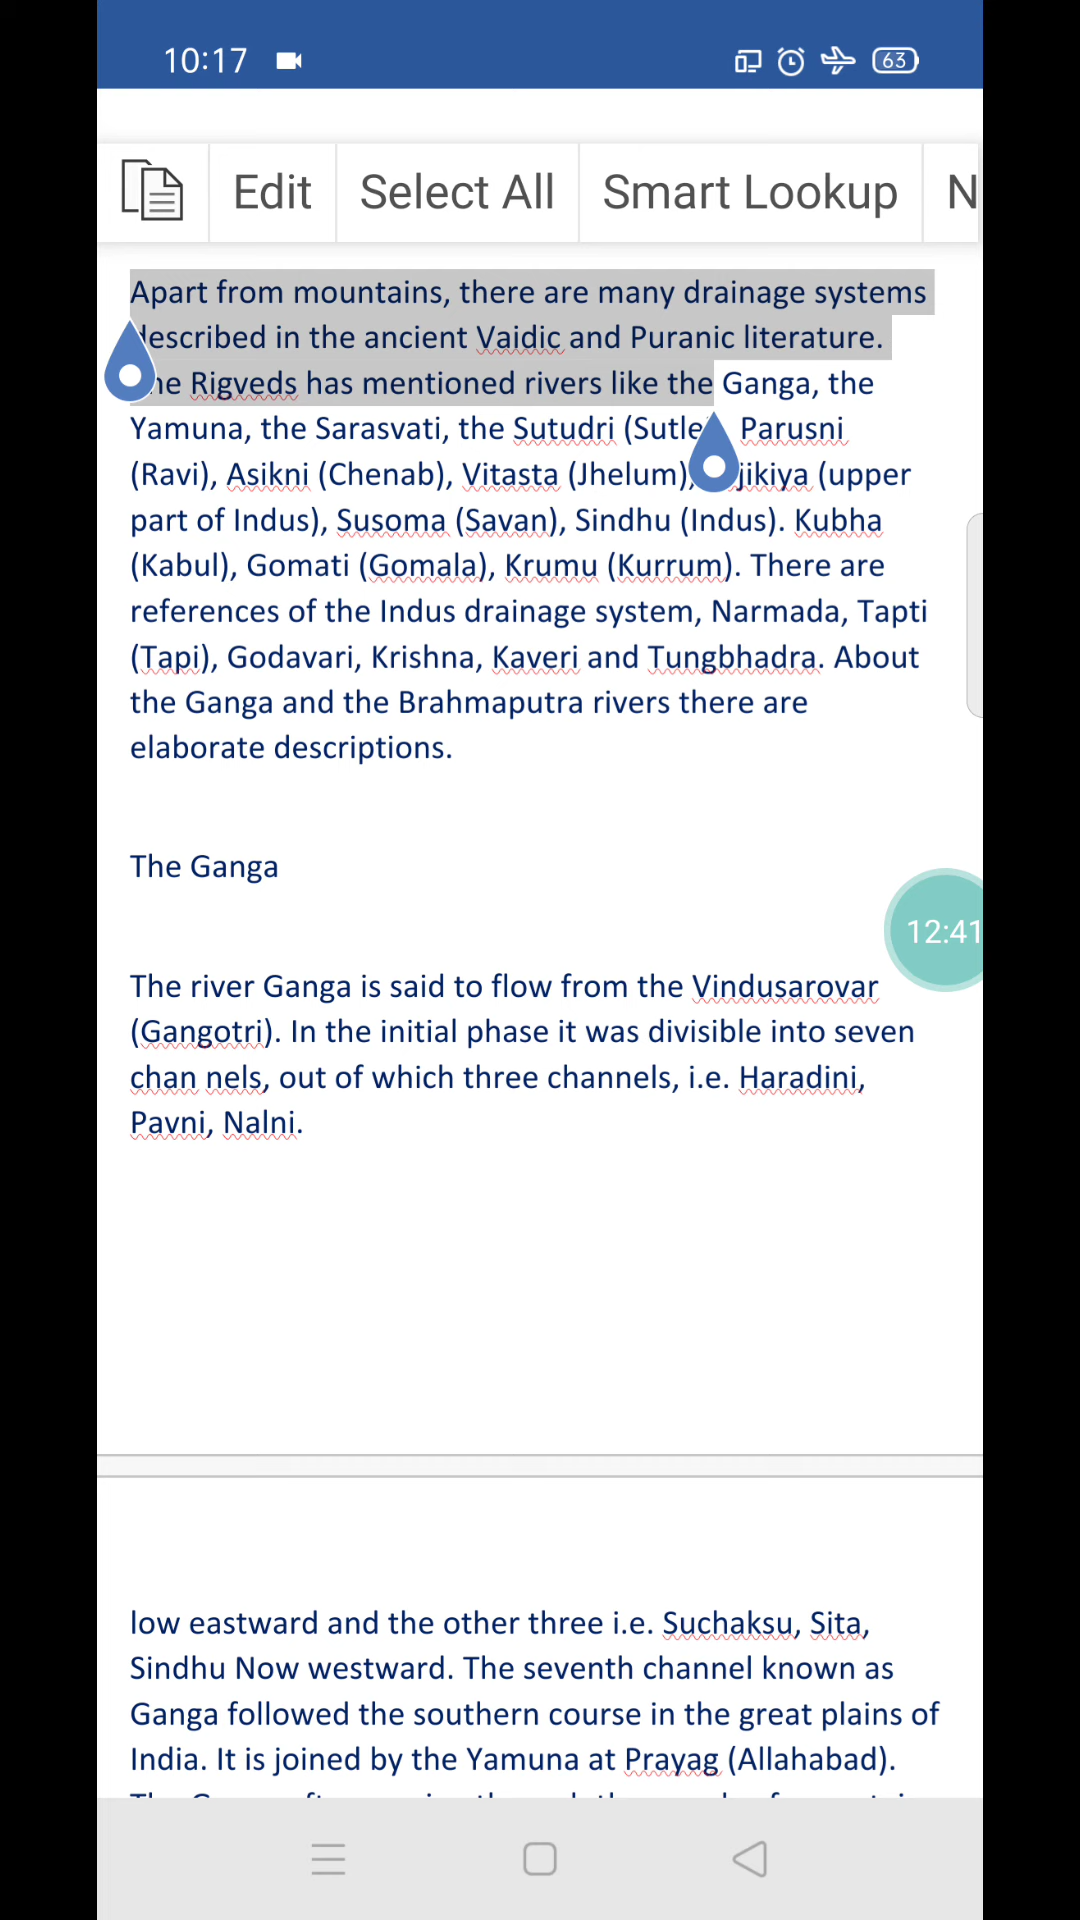 10:17
63
Edit Select All Smart Lookup N
Apart from mountains, there are many drainage systems
described in the ancient Vaidic and Puranic literature.
he Rigveds has mentioned rivers like the Ganga, the
Yamuna, the Sarasvati, the Sutudri (Sutle Parusni
(Ravi), Asikni (Chenab), Vitasta (Jhelum), jikiya (upper
part of Indus), Susoma (Savan), Sindhu (Indus). Kubha
(Kabul), Gomati (Gomala), Krumu (Kurrum). There are
references of the Indus drainage system, Narmada, Tapti
(Tapi), Godavari, Krishna, Kaveri and Tungbhadra. About
the Ganga and the Brahmaputra rivers there are
elaborate descriptions.
The Ganga
12:41
The river Ganga is said to flow from the Vindusarovar
(Gangotri). In the initial phase it was divisible into seven
chan nels, out of which three channels, i.e. Haradini,
Pavni, Nalni.
low eastward and the other three i.e. Suchaksu, Sita,
Sindhu Now westward. The seventh channel known as
Ganga followed the southern course in the great plains of
India. It is joined by the Yamuna at Prayag (Allahabad).